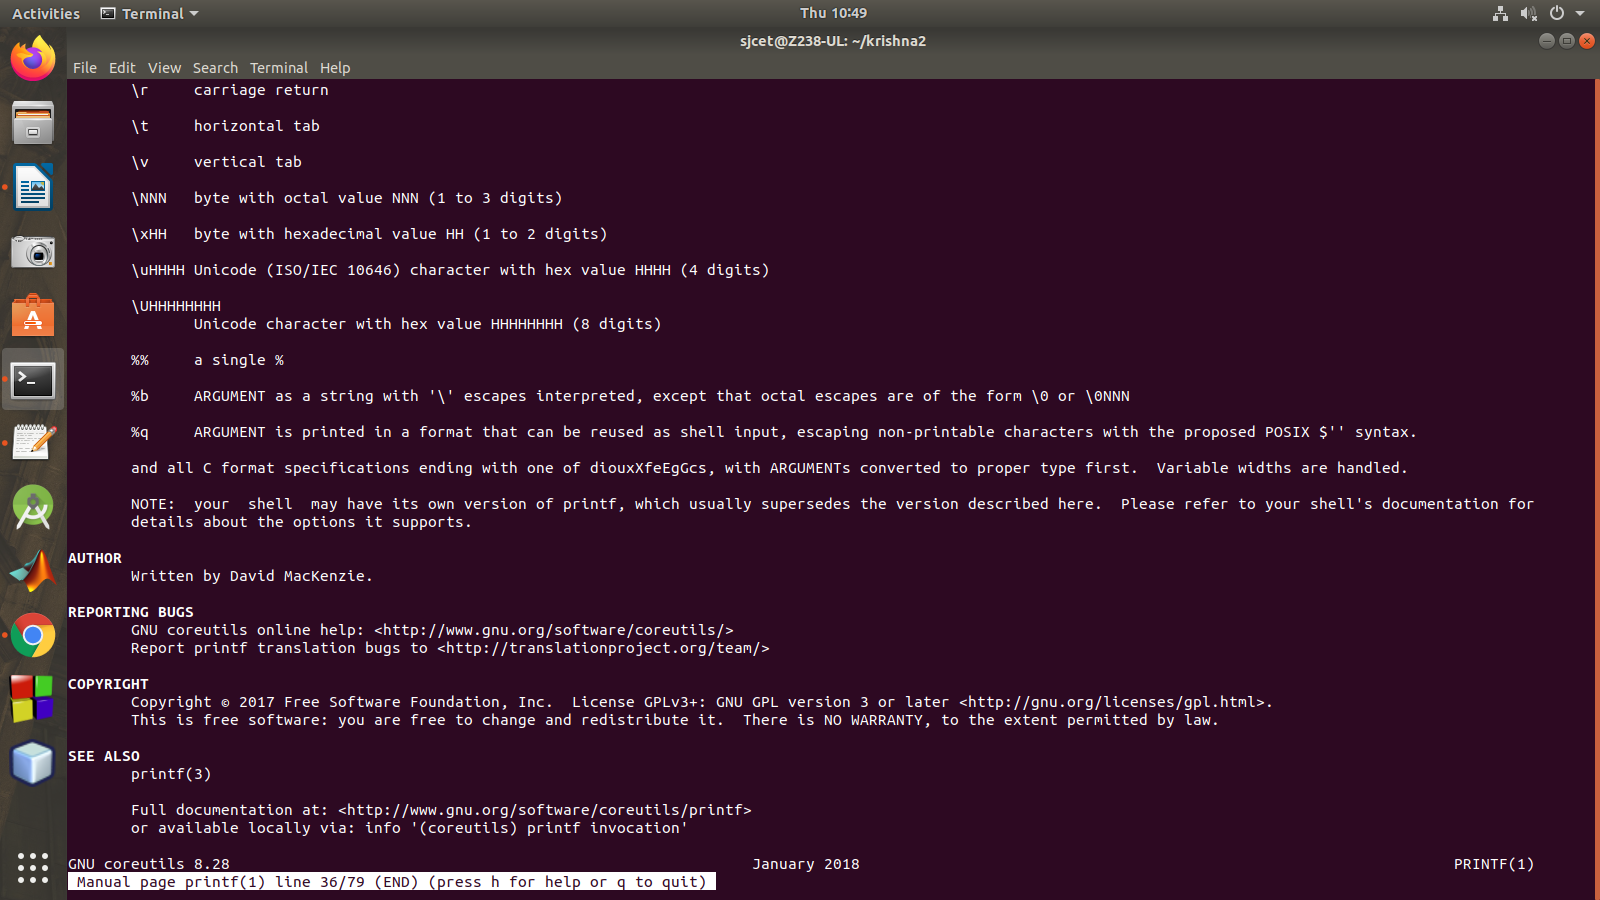 Activities Terminal Thu 10:49
sjcet@Z238-UL: ~/krishna2
File Edit View Search Terminal Help
\r carriage return
\t horizontal tab
\v vertical tab
\NNN byte with octal value NNN (1 to 3 digits)
\xHH byte with hexadecimal value HH (1 to 2 digits)
\uHHHH Unicode (ISO/IEC 10646) character with hex value HHHH (4 digits)
\UHHHHHHHH
Unicode character with hex value HHHHHHHH (8 digits)
%% a single %
%b ARGUMENT as a string with '\' escapes interpreted, except that octal escapes are of the form \0 or \0NNN
%q ARGUMENT is printed in a format that can be reused as shell input, escaping non-printable characters with the proposed POSIX $'' syntax.
and all C format specifications ending with one of diouxXfeEgGcs, with ARGUMENTs converted to proper type first.  Variable widths are handled.
NOTE:  your  shell  may have its own version of printf, which usually supersedes the version described here.  Please refer to your shell's documentation for
details about the options it supports.
AUTHOR
Written by David MacKenzie.
REPORTING BUGS
GNU coreutils online help: <http://www.gnu.org/software/coreutils/>
Report printf translation bugs to <http://translationproject.org/team/>
COPYRIGHT
Copyright © 2017 Free Software Foundation, Inc.  License GPLv3+: GNU GPL version 3 or later <http://gnu.org/licenses/gpl.html>.
This is free software: you are free to change and redistribute it.  There is NO WARRANTY, to the extent permitted by law.
SEE ALSO
printf(3)
Full documentation at: <http://www.gnu.org/software/coreutils/printf>
or available locally via: info '(coreutils) printf invocation'
GNU coreutils 8.28 January 2018 PRINTF(1)
Manual page printf(1) line 36/79 (END) (press h for help or q to quit)